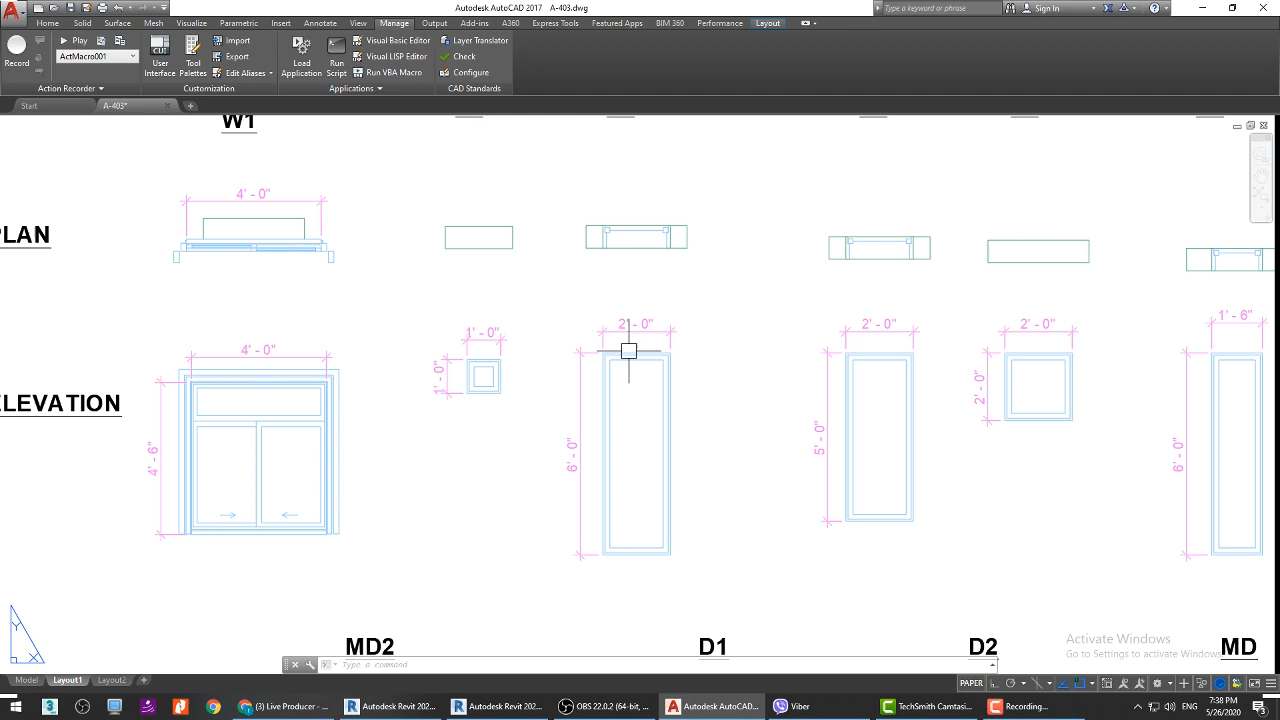 Autodesk AutoCAD 2017 A-403.dwg
Type a keyword or phrase
Sign In
Home Solid Surface Mesh Visualize Parametric Insert Annotate View Manage Output Add-ins A360 Express Tools Featured Apps BIM 360 Performance Layout
Record
Play
ActMacro001
Action Recorder
CUI
User Interface
Tool Palettes
Import
Export
Edit Aliases
Customization
Load Application
Run Script
Visual Basic Editor
Visual LISP Editor
Run VBA Macro
Applications
Layer Translator
Check
Configure
CAD Standards
Start
A-403*
W1
4' - 0"
PLAN
1' - 0"
2' - 0"
2' - 0"
2' - 0"
1' - 6"
4' - 0"
1' - 0"
2' - 0"
ELEVATION
4' - 6"
6' - 0"
5' - 0"
6' - 0"
Y
X
MD2
D1
D2
MD
Activate Windows
Go to Settings to activate Windows.
Type a command
Model Layout1 Layout2
PAPER
(3) Live Producer - ...
Autodesk Revit 202...
Autodesk Revit 202...
OBS 22.0.2 (64-bit, ...
Autodesk AutoCAD...
Viber
TechSmith Camtasi...
Recording...
7:38 PM
5/26/2020